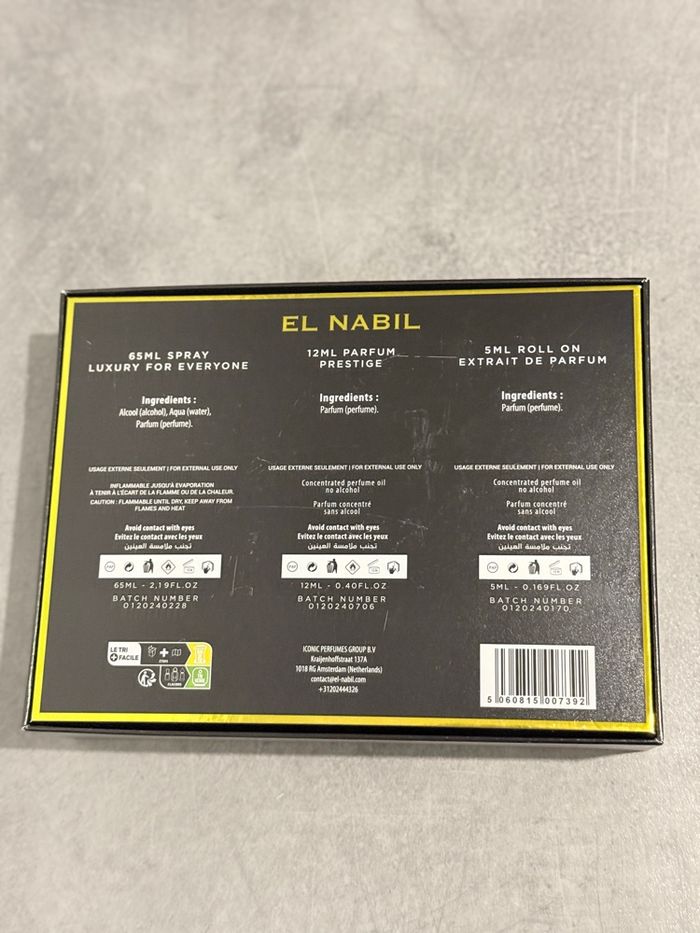 EL NABIL
65ML SPRAY
LUXURY FOR EVERYONE
Ingredients :
Alcool (alcohol), Aqua (water),
Parfum (perfume).
USAGE EXTERNE SEULEMENT | FOR EXTERNAL USE ONLY
INFLAMMABLE JUSQU'À EVAPORATION
À TENIR À L'ÉCART DE LA FLAMME OU DE LA CHALEUR.
CAUTION : FLAMMABLE UNTIL DRY, KEEP AWAY FROM
FLAMES AND HEAT
Avoid contact with eyes
Evitez le contact avec les yeux
تجنب ملامسة العينين
65ML - 2,19FL.OZ
BATCH NUMBER
0120240228
12ML PARFUM
PRESTIGE
Ingredients :
Parfum (perfume).
USAGE EXTERNE SEULEMENT | FOR EXTERNAL USE ONLY
Concentrated perfume oil
no alcohol
Parfum concentré
sans alcool
Avoid contact with eyes
Evitez le contact avec les yeux
تجنب ملامسة العينين
12ML - 0.40FL.OZ
BATCH NUMBER
0120240706
5ML ROLL ON
EXTRAIT DE PARFUM
Ingredients :
Parfum (perfume).
USAGE EXTERNE SEULEMENT | FOR EXTERNAL USE ONLY
Concentrated perfume oil
no alcohol
Parfum concentré
sans alcool
Avoid contact with eyes
Evitez le contact avec les yeux
تجنب ملامسة العينين
5ML - 0.169FL.OZ
BATCH NUMBER
0120240170
LE TRI
+ FACILE
ICONIC PERFUMES GROUP B.V
Kraijenhoffstraat 137A
1018 RG Amsterdam (Netherlands)
contact@el-nabil.com
+31202444326
5 060815 007392